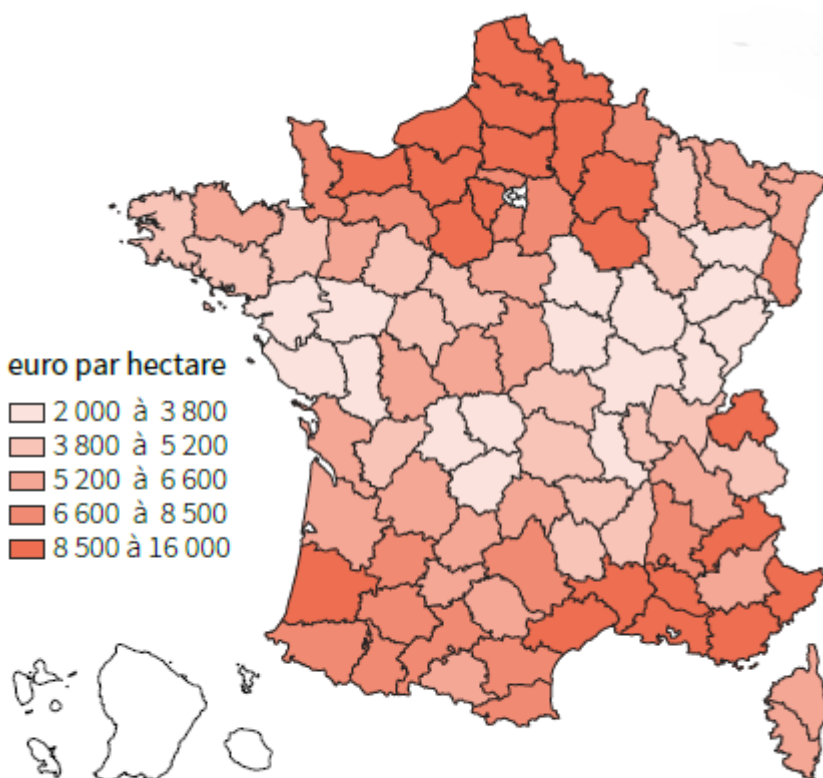 euro par hectare
2 000 à 3 800
3 800 à 5 200
5 200 à 6 600
6 600 à 8 500
8 500 à 16 000